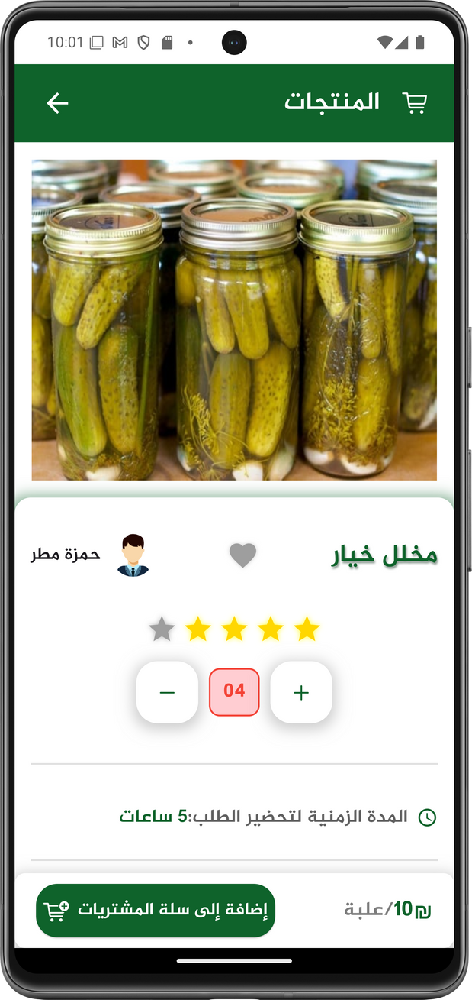 10:01
المنتجات
مخلل خيار
حمزة مطر
+
04
−
المدة الزمنية لتحضير الطلب:5 ساعات
₪10/علبة
إضافة إلى سلة المشتريات